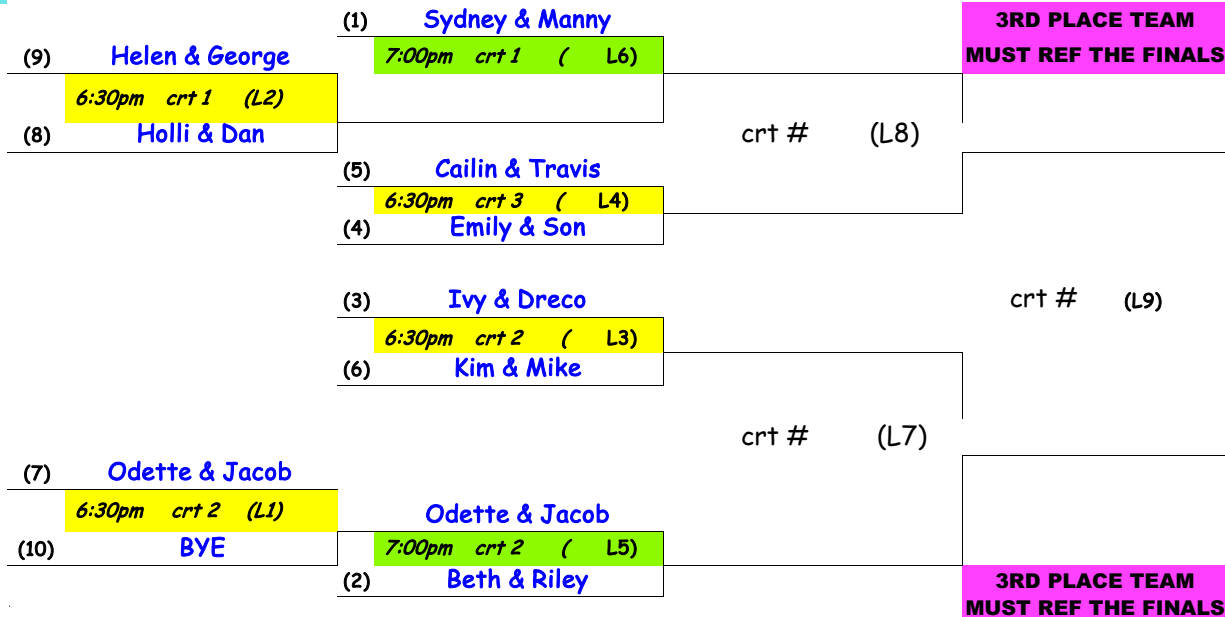 (1) Sydney & Manny
3RD PLACE TEAM
MUST REF THE FINALS
(9) Helen & George
7:00pm crt 1 ( L6)
6:30pm crt 1 (L2)
(8) Holli & Dan
crt # (L8)
(5) Cailin & Travis
6:30pm crt 3 ( L4)
(4) Emily & Son
(3) Ivy & Dreco
crt # (L9)
6:30pm crt 2 ( L3)
(6) Kim & Mike
crt # (L7)
(7) Odette & Jacob
6:30pm crt 2 (L1)
(10) BYE
Odette & Jacob
7:00pm crt 2 ( L5)
(2) Beth & Riley
3RD PLACE TEAM
MUST REF THE FINALS